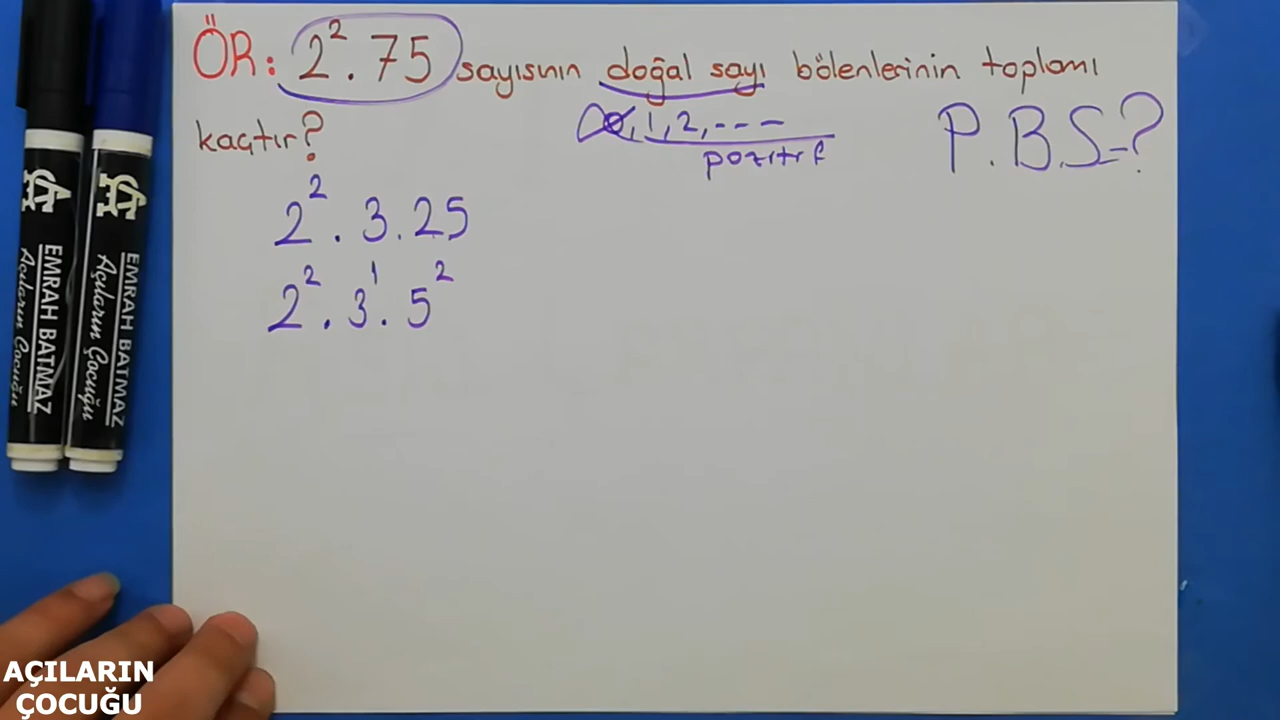 ÖR: 2². 75 sayısının doğal sayı bölenlerinin toplamı
kaçtır?
0, 1, 2, ---
pozitif
P.B.S=?
2² . 3 . 25
2² . 3¹ . 5²
EMRAH BATMAZ
Açıların Çocuğu
EMRAH BATMAZ
Açıların Çocuğu
AÇILARIN
ÇOCUĞU